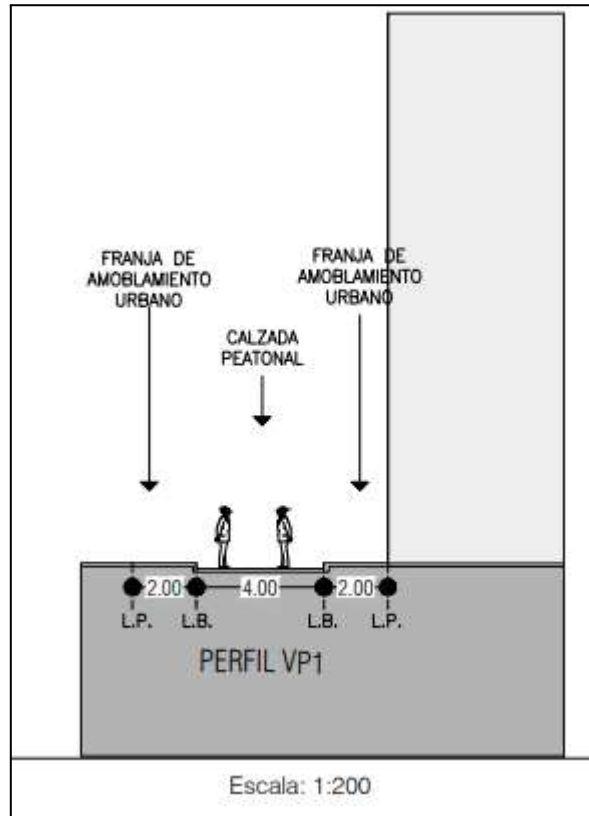 FRANJA DE
AMOBLAMIENTO
URBANO
FRANJA DE
AMOBLAMIENTO
URBANO
CALZADA
PEATONAL
2.00 4.00 2.00
L.P. L.B. L.B. L.P.
PERFIL VP1
Escala: 1:200